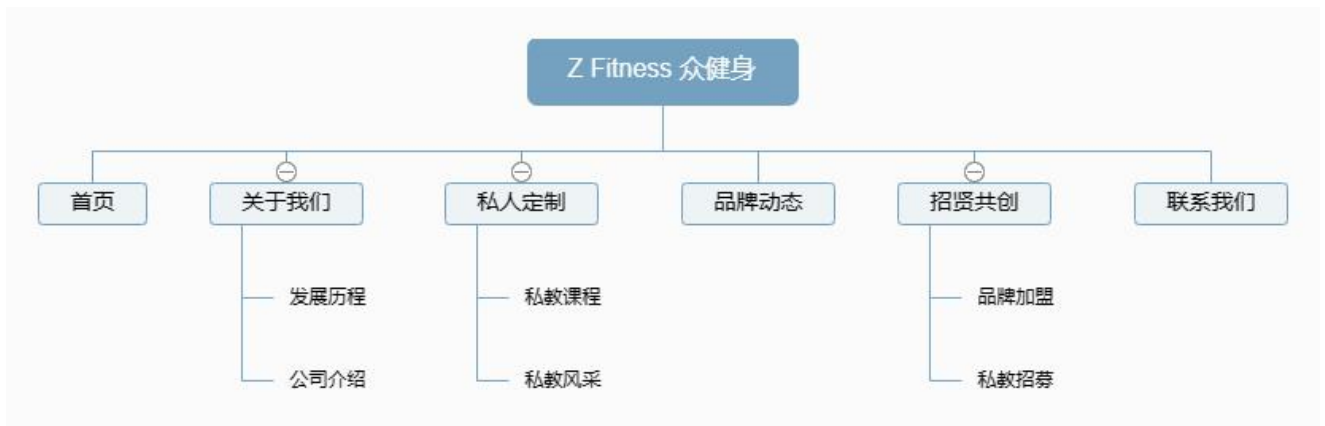 Z Fitness 众健身
首页
关于我们
私人定制
品牌动态
招贤共创
联系我们
发展历程
私教课程
品牌加盟
公司介绍
私教风采
私教招募